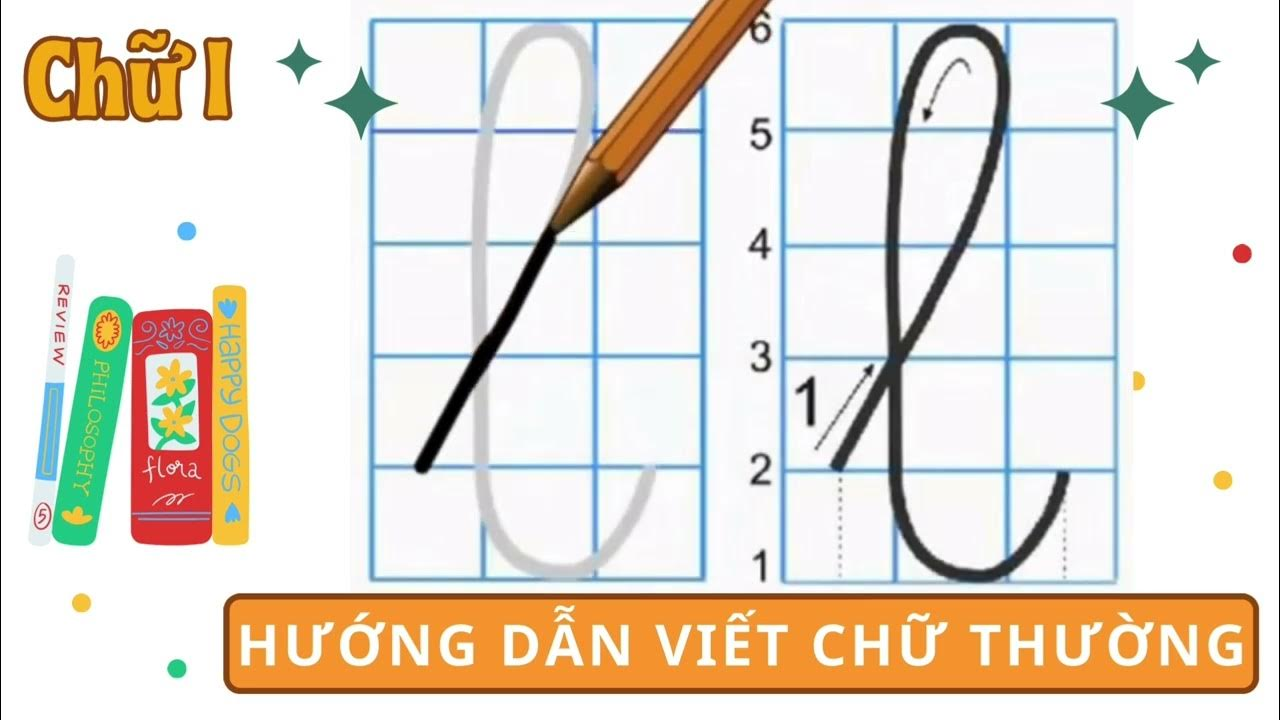 Chữ l
6
5
4
3
2
1
1
REVIEW
5
PHILOSOPHY
flora
HAPPY DOGS
HƯỚNG DẪN VIẾT CHỮ THƯỜNG